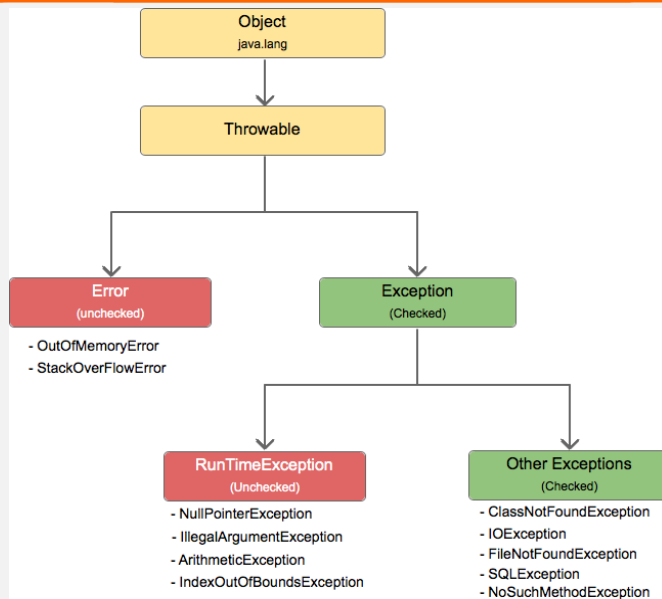 Object
java.lang
Throwable
Error
(unchecked)
- OutOfMemoryError
- StackOverFlowError
Exception
(Checked)
RunTimeException
(Unchecked)
- NullPointerException
- IllegalArgumentException
- ArithmeticException
- IndexOutOfBoundsException
Other Exceptions
(Checked)
- ClassNotFoundException
- IOException
- FileNotFoundException
- SQLException
- NoSuchMethodException